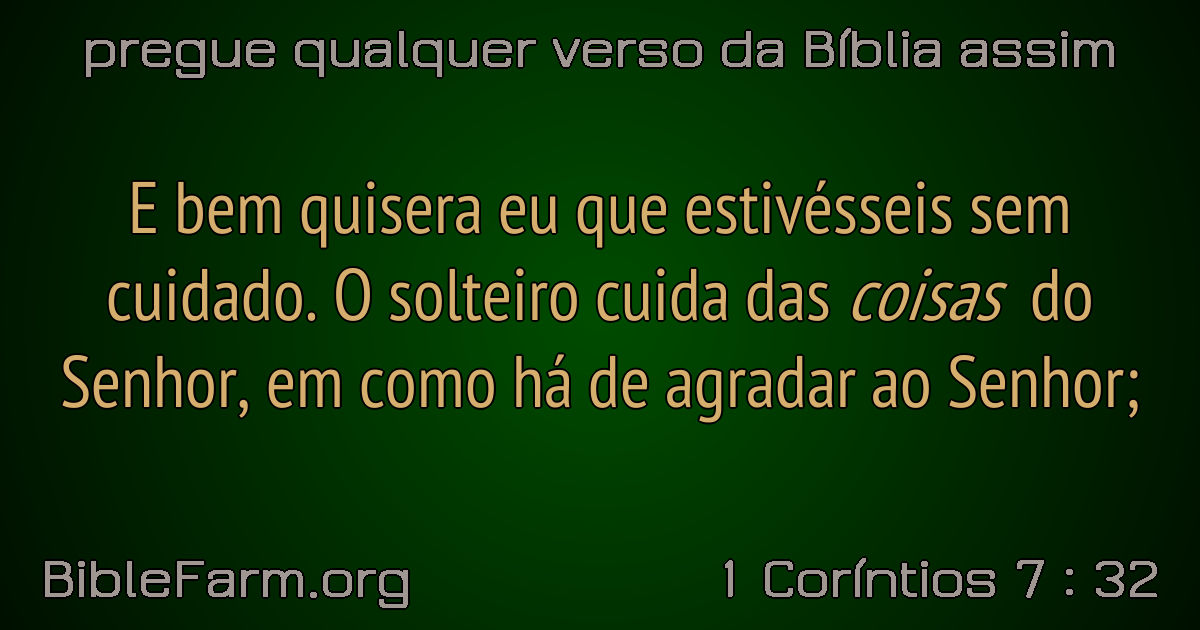 pregue qualquer verso da Bíblia assim
E bem quisera eu que estivésseis sem
cuidado. O solteiro cuida das coisas do
Senhor, em como há de agradar ao Senhor;
BibleFarm.org
1 Coríntios 7 : 32